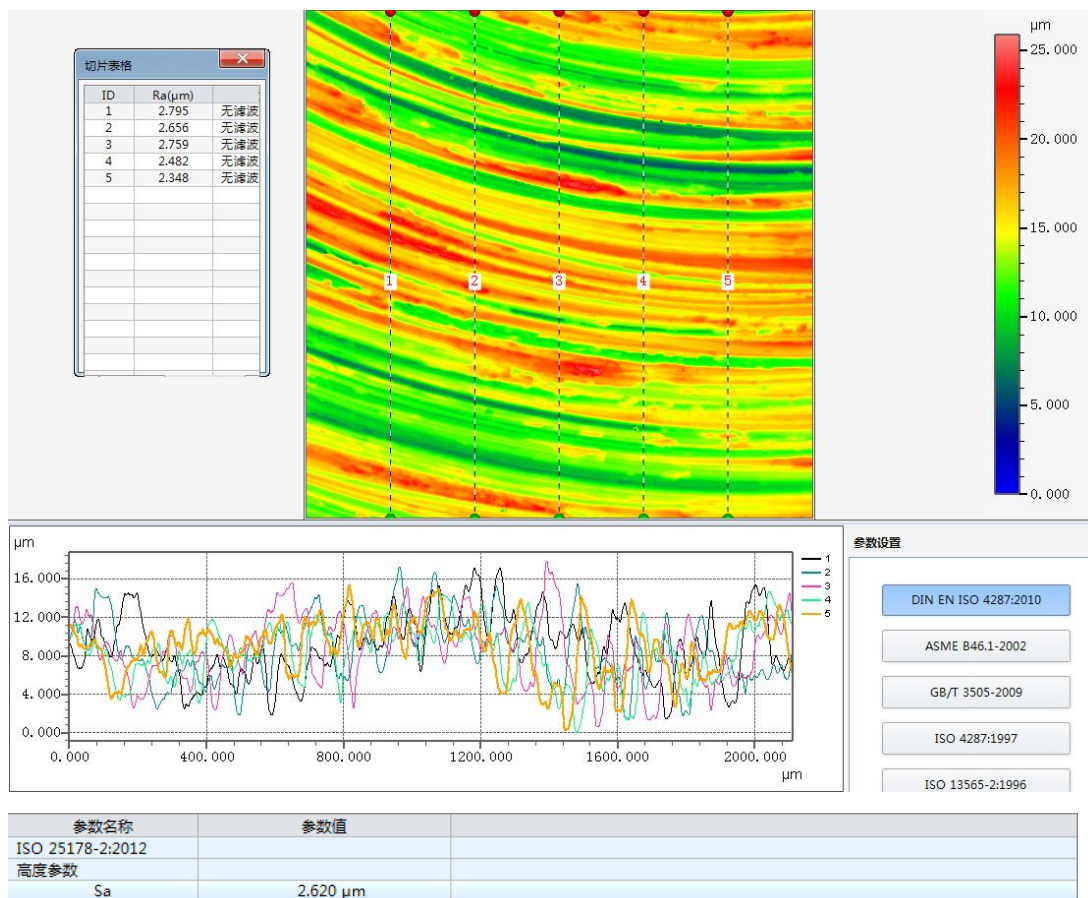 切片表格
ID Ra(μm)
1 2.795 无滤波
2 2.656 无滤波
3 2.759 无滤波
4 2.482 无滤波
5 2.348 无滤波
1 2 3 4 5
μm
25.000
20.000
15.000
10.000
5.000
0.000
μm
16.000
12.000
8.000
4.000
0.000
0.000 400.000 800.000 1200.000 1600.000 2000.000
μm
1
2
3
4
5
参数设置
DIN EN ISO 4287:2010
ASME B46.1-2002
GB/T 3505-2009
ISO 4287:1997
ISO 13565-2:1996
参数名称 参数值
ISO 25178-2:2012
高度参数
Sa 2.620 μm